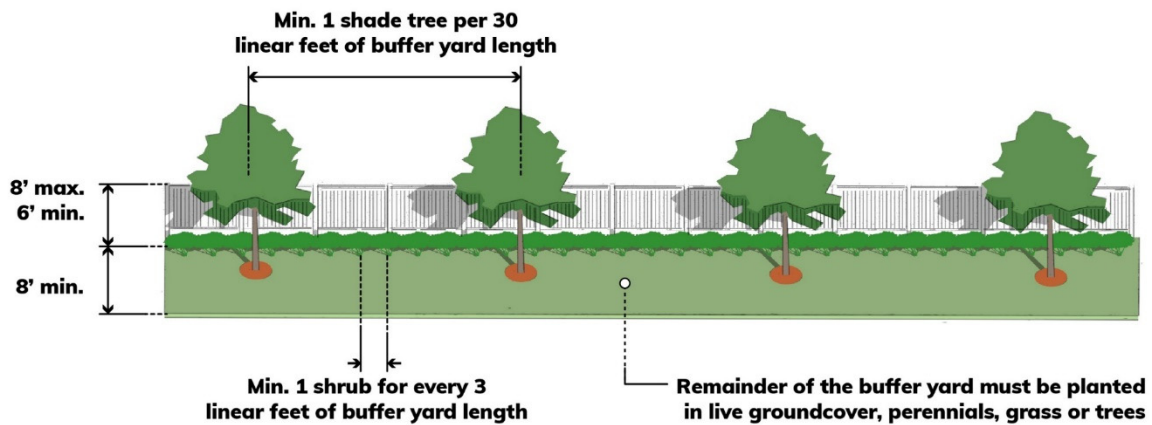 Min. 1 shade tree per 30
linear feet of buffer yard length
8’ max.
6’ min.
8’ min.
Min. 1 shrub for every 3
linear feet of buffer yard length
Remainder of the buffer yard must be planted
in live groundcover, perennials, grass or trees